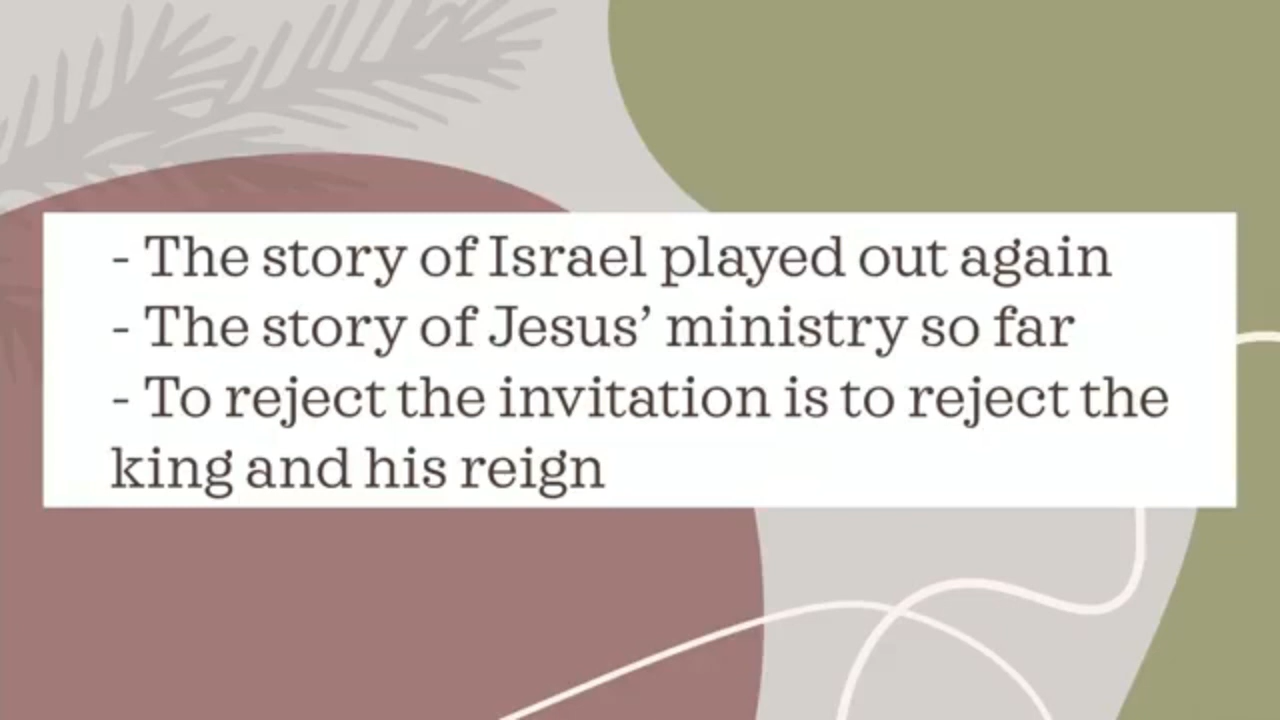 - The story of Israel played out again
- The story of Jesus’ ministry so far
- To reject the invitation is to reject the
king and his reign